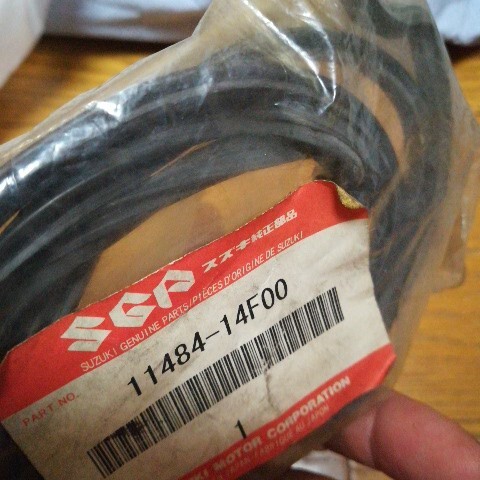 SGP スズキ純正部品
SUZUKI GENUINE PARTS/PIÈCES D'ORIGINE DE SUZUKI
PART NO.
11484-14F00
1
MOTOR CORPORATION
JAPAN